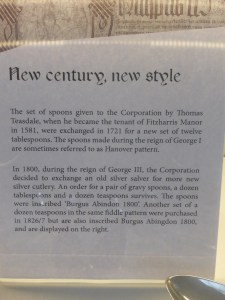 New century, new style
The set of spoons given to the Corporation by Thomas
Teasdale, when he became the tenant of Fitzharris Manor
in 1581, were exchanged in 1721 for a new set of twelve
tablespoons. The spoons made during the reign of George I
are sometimes referred to as Hanover pattern.
In 1800, during the reign of George III, the Corporation
decided to exchange an old silver salver for more new
silver cutlery. An order for a pair of gravy spoons, a dozen
tablespoons and a dozen teaspoons survives. The spoons
were inscribed 'Burgus Abindon 1800'. Another set of a
dozen teaspoons in the same fiddle pattern were purchased
in 1826/7 but are also inscribed Burgus Abingdon 1800,
and are displayed on the right.